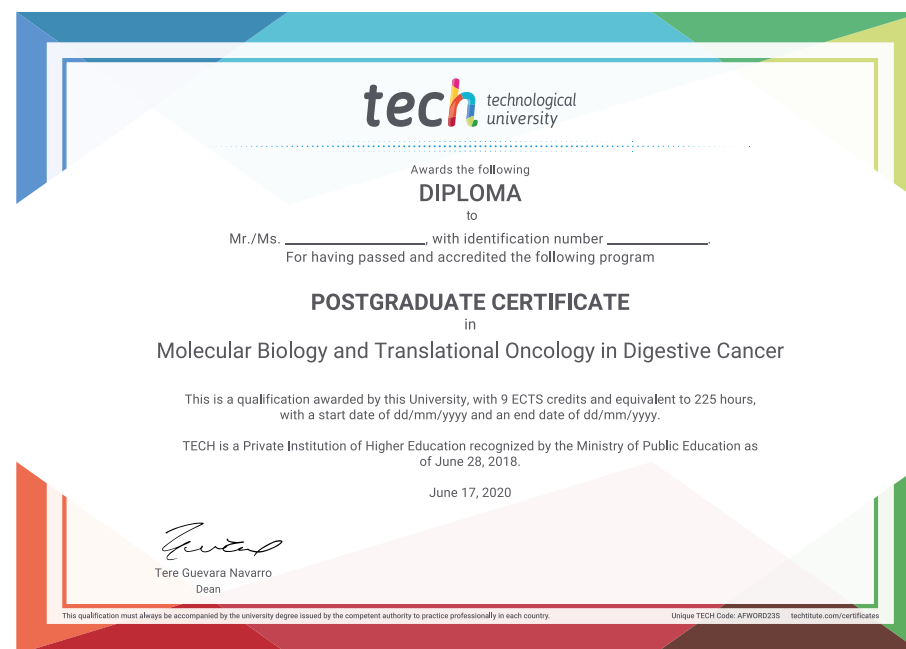 tech technological
university
Awards the following
DIPLOMA
to
Mr./Ms. ____________________, with identification number ______________.
For having passed and accredited the following program
POSTGRADUATE CERTIFICATE
in
Molecular Biology and Translational Oncology in Digestive Cancer
This is a qualification awarded by this University, with 9 ECTS credits and equivalent to 225 hours,
with a start date of dd/mm/yyyy and an end date of dd/mm/yyyy.
TECH is a Private Institution of Higher Education recognized by the Ministry of Public Education as
of June 28, 2018.
June 17, 2020
Tere Guevara Navarro
Dean
This qualification must always be accompanied by the university degree issued by the competent authority to practice professionally in each country. Unique TECH Code: AFWORD23S techtitute.com/certificates